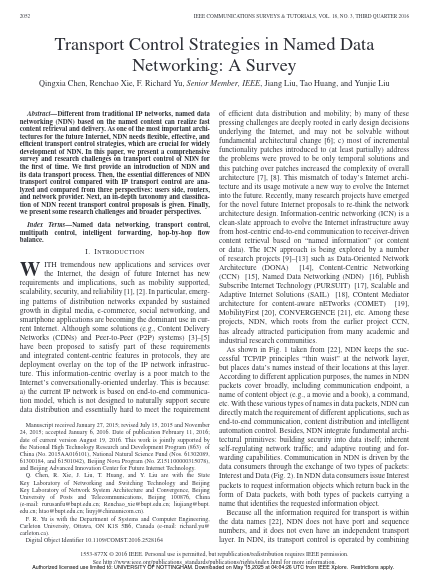 2052
IEEE COMMUNICATIONS SURVEYS & TUTORIALS, VOL. 18, NO. 3, THIRD QUARTER 2016
Transport Control Strategies in Named Data
Networking: A Survey
Qingxia Chen, Renchao Xie, F. Richard Yu, Senior Member, IEEE, Jiang Liu, Tao Huang, and Yunjie Liu
Abstract—Different from traditional IP networks, named data
networking (NDN) based on the named content can realize fast
content retrieval and delivery. As one of the most important archi-
tectures for the future Internet, NDN needs flexible, effective, and
efficient transport control strategies, which are crucial for widely
development of NDN. In this paper, we present a comprehensive
survey and research challenges on transport control of NDN for
the first of time. We first provide an introduction of NDN and
its data transport process. Then, the essential differences of NDN
transport control compared with IP transport control are ana-
lyzed and compared from three perspectives: users side, routers,
and network provider. Next, an in-depth taxonomy and classifica-
tion of NDN recent transport control proposals is given. Finally,
we present some research challenges and broader perspectives.
Index Terms—Named data networking, transport control,
multipath control, intelligent forwarding, hop-by-hop flow
balance.
I. INTRODUCTION
WITH tremendous new applications and services over
the Internet, the design of future Internet has new
requirements and implications, such as mobility supported,
scalability, security, and reliability [1], [2]. In particular, emerg-
ing patterns of distribution networks expanded by sustained
growth in digital media, e-commerce, social networking, and
smartphone applications are becoming the dominant use in cur-
rent Internet. Although some solutions (e.g., Content Delivery
Networks (CDNs) and Peer-to-Peer (P2P) systems) [3]–[5]
have been proposed to satisfy part of the requirements
and integrated content-centric features in protocols, they are
deployment overlay on the top of the IP network infrastruc-
ture. This information-centric overlay is a poor match to the
Internet's conversationally-oriented underlay. This is because:
a) the current IP network is based on end-to-end communica-
tion model, which is not designed to naturally support secure
data distribution and essentially hard to meet the requirement
Manuscript received January 27, 2015; revised July 15, 2015 and November
24, 2015; accepted January 6, 2016. Date of publication February 11, 2016;
date of current version August 19, 2016. This work is jointly supported by
the National High Technology Research and Development Program (863) of
China (No. 2015AA016101), National Natural Science Fund (Nos. 61302089,
61300184, and 61501042), Beijing Nova Program (No. Z151100000315078),
and Beijing Advanced Innovation Center for Future Internet Technology.
Q. Chen, R. Xie, J. Liu, T. Huang, and Y. Liu are with the State
Key Laboratory of Networking and Switching Technology and Beijing
Key Laboratory of Network System Architecture and Convergence, Beijing
University of Posts and Telecommunications, Beijing 100876, China
F. R. Yu is with the Department of Systems and Computer Engineering,
Carleton University, Ottawa, ON K1S 5B6, Canada (e-mail: richard.yu@
carleton.ca).
Digital Object Identifier 10.1109/COMST.2016.2528164
of efficient data distribution and mobility; b) many of these
pressing challenges are deeply rooted in early design decisions
underlying the Internet, and may not be solved without
fundamental architecture change [6]; c) most of incremental
functionality patches introduced to (at least partially) address
the problems were proved to be only temporal solutions and
this patching over patches increased the complexity of overall
architecture [7], [8]. This mismatch of today's Internet archi-
tecture and its usage motivate a new way to evolve the Internet
into the future. Recently, many research projects have emerged
for the novel future Internet proposals to re-think the network
architecture design. Information-centric networking (ICN) is a
clean-slate approach to evolve the Internet infrastructure away
from host-centric end-to-end communication to receiver-driven
content retrieval based on "named information" (or content
or data). The ICN approach is being explored by a number
of research projects [9]–[13] such as Data-Oriented Network
Architecture (DONA) [14], Content-Centric Networking
(CCN) [15], Named Data Networking (NDN) [16], Publish
Subscribe Internet Technology (PURSUIT) [17], Scalable and
Adaptive Internet Solutions (SAIL) [18], Content Mediator
architecture for content-aware nETworks (COMET) [19],
MobilityFirst [20], CONVERGENCE [21], etc. Among these
projects, NDN, which roots from the earlier project CCN,
has already attracted participation from many academic and
industrial research communities.
As shown in Fig. 1 taken from [22], NDN keeps the suc-
cessful TCP/IP principles "thin waist" at the network layer,
but places data's names instead of their locations at this layer.
According to different application purposes, the names in NDN
packets cover broadly, including communication endpoint, a
name of content object (e.g., a movie and a book), a command,
etc. With these various types of names in data packets, NDN can
directly match the requirement of different applications, such as
end-to-end communication, content distribution and intelligent
automation control. Besides, NDN integrate fundamental archi-
tectural primitives: building security into data itself; inherent
self-regulating network traffic; and adaptive routing and for-
warding capabilities. Communication in NDN is driven by the
data consumers through the exchange of two types of packets:
Interest and Data (Fig. 2). In NDN data consumers issue Interest
packets to request information objects which return back in the
form of Data packets, with both types of packets carrying a
name that identifies the requested information object.
Because all the information required for transport is within
the data names [22], NDN does not have port and sequence
numbers, and it does not even have an independent transport
layer. In NDN, its transport control is operated by combining
1553-877X © 2016 IEEE. Personal use is permitted, but republication/redistribution requires IEEE permission.
See http://www.ieee.org/publications_standards/publications/rights/index.html for more information.
Authorized licensed use limited to: UNIVERSITY OF NOTTINGHAM. Downloaded on May 15,2025 at 04:04:26 UTC from IEEE Xplore. Restrictions apply.